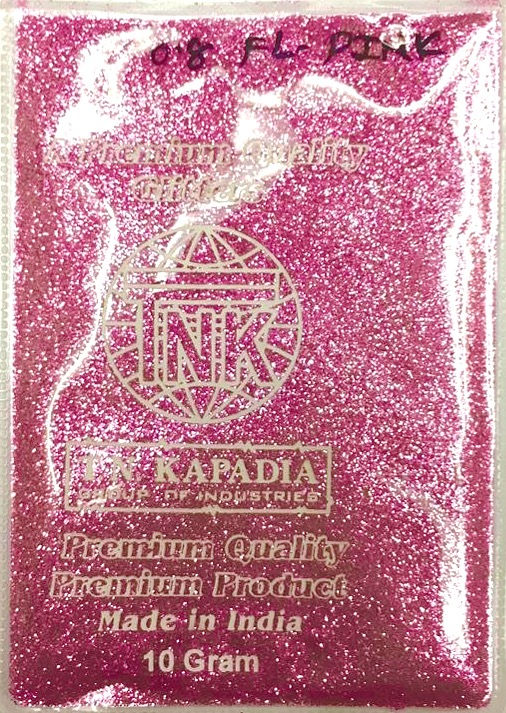 0.8 FL- PINK
A Premium Quality
Glitters
TNK
T.N. KAPADIA
GROUP OF INDUSTRIES
Premium Quality
Premium Product
Made in India
10 Gram